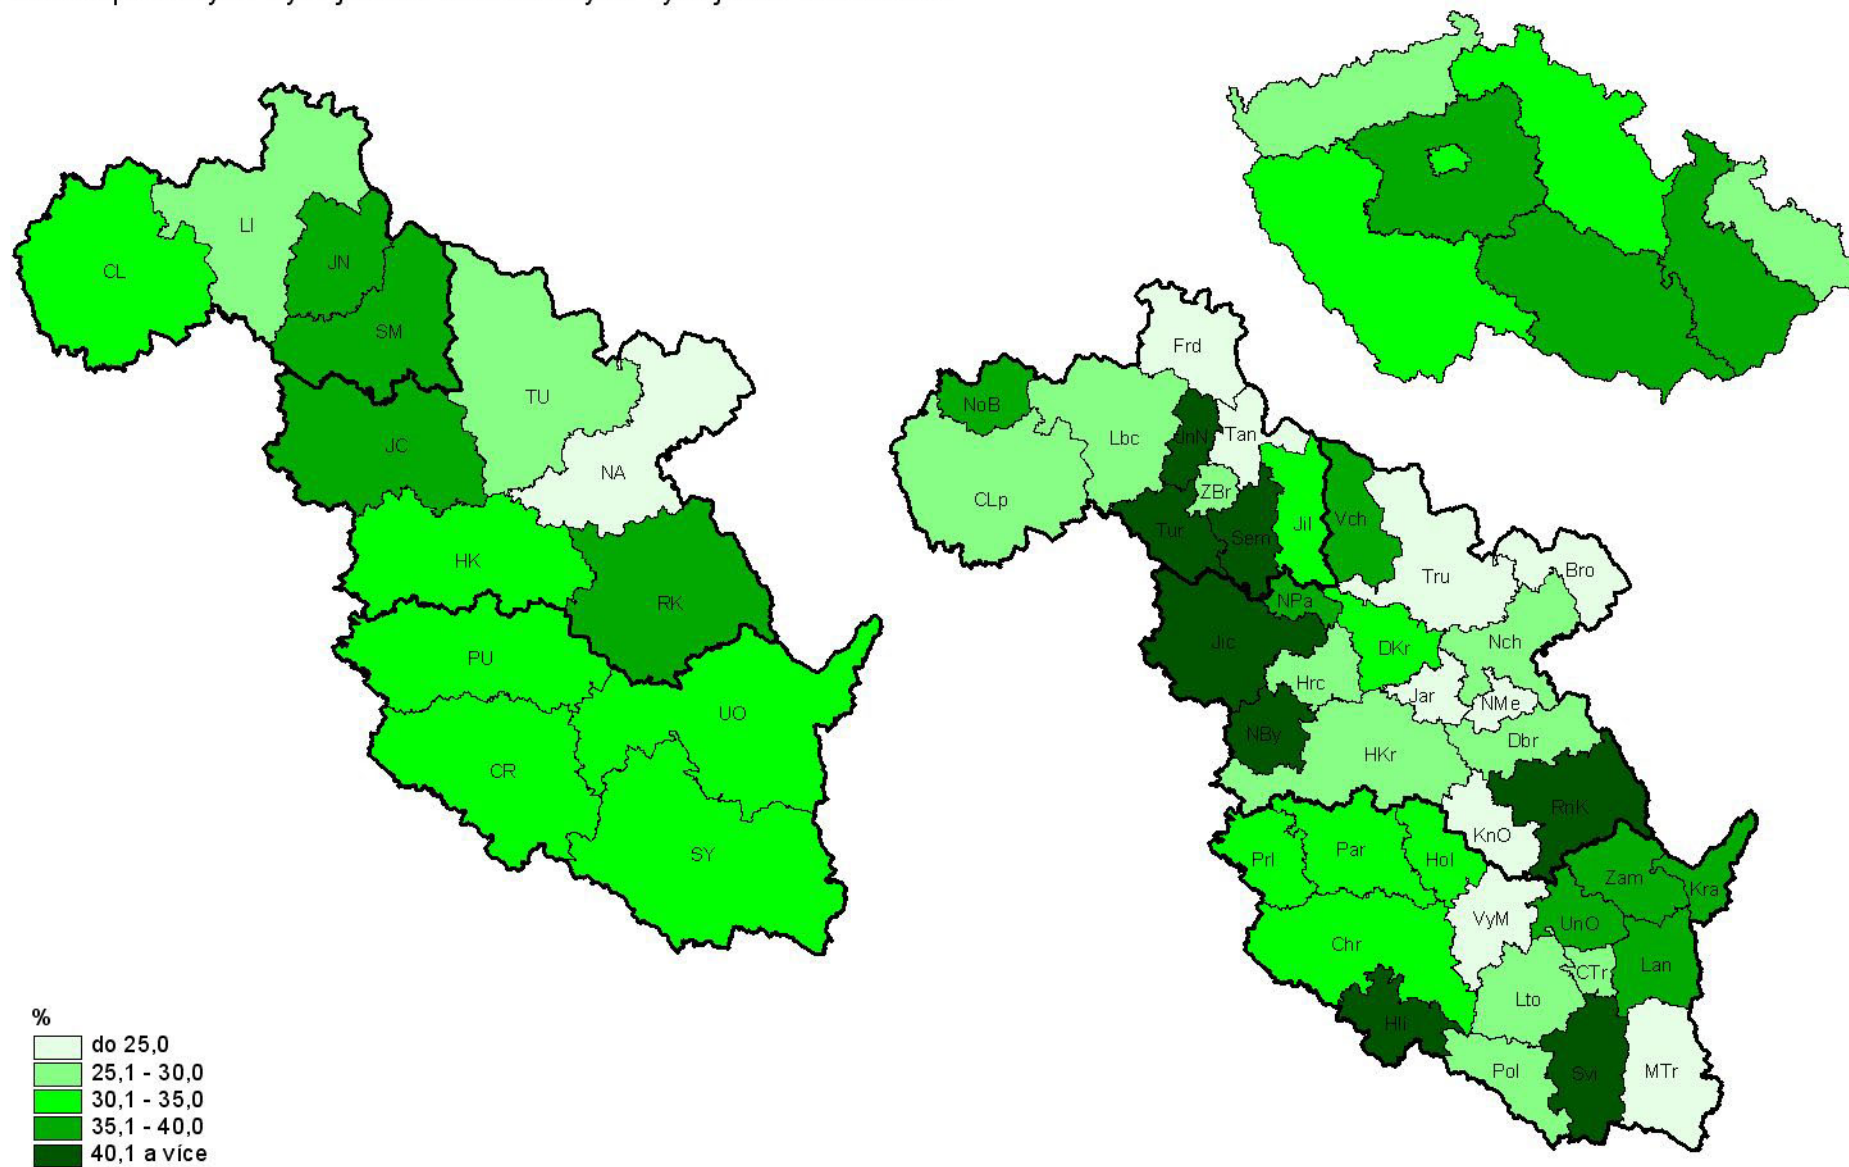 LI
CL
JN
SM
TU
JC
NA
HK
RK
PU
UO
CR
SY
Frd
NoB
Lbc
JnN
Tan
CLp
ZBr
Tur
Sem
Jil
Vch
Tru
Bro
NPa
Jic
DKr
Nch
Hrc
Jar
NMe
NBy
HKr
Dbr
RnK
KnO
Prl
Par
Hol
Zam
Kra
VyM
UnO
Chr
CTr
Lan
Lto
Hli
Pol
Svi
MTr
%
do 25,0
25,1 - 30,0
30,1 - 35,0
35,1 - 40,0
40,1 a více